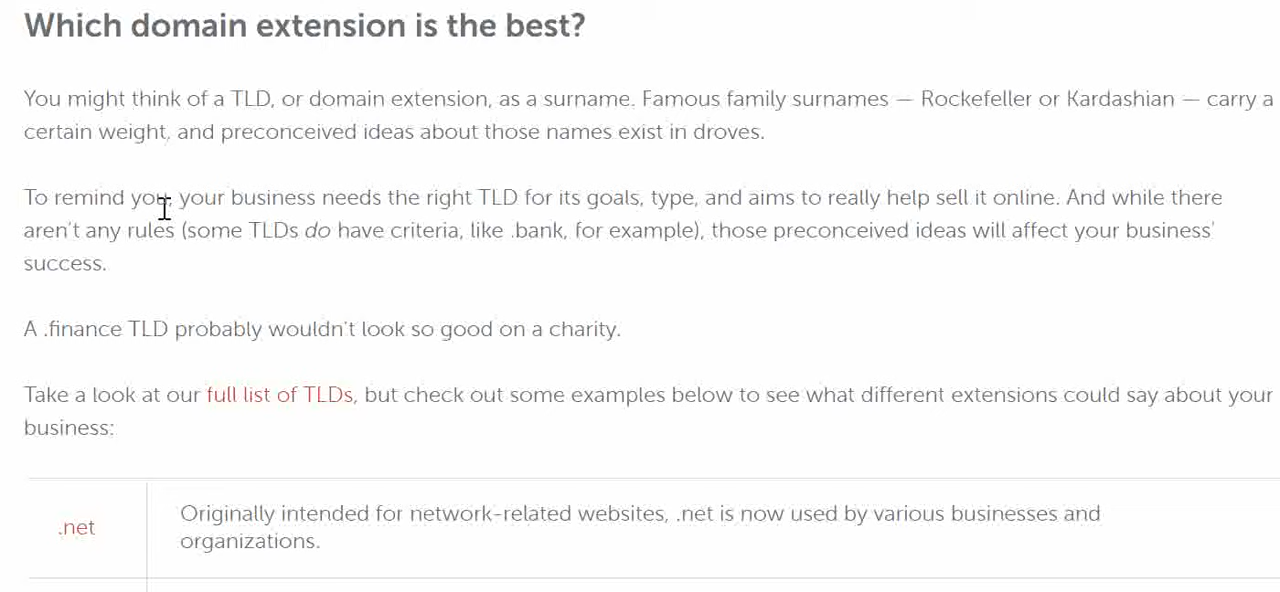 Which domain extension is the best?
You might think of a TLD, or domain extension, as a surname. Famous family surnames — Rockefeller or Kardashian — carry a
certain weight, and preconceived ideas about those names exist in droves.
To remind you, your business needs the right TLD for its goals, type, and aims to really help sell it online. And while there
aren't any rules (some TLDs do have criteria, like .bank, for example), those preconceived ideas will affect your business'
success.
A .finance TLD probably wouldn't look so good on a charity.
Take a look at our full list of TLDs, but check out some examples below to see what different extensions could say about your
business:
.net
Originally intended for network-related websites, .net is now used by various businesses and
organizations.